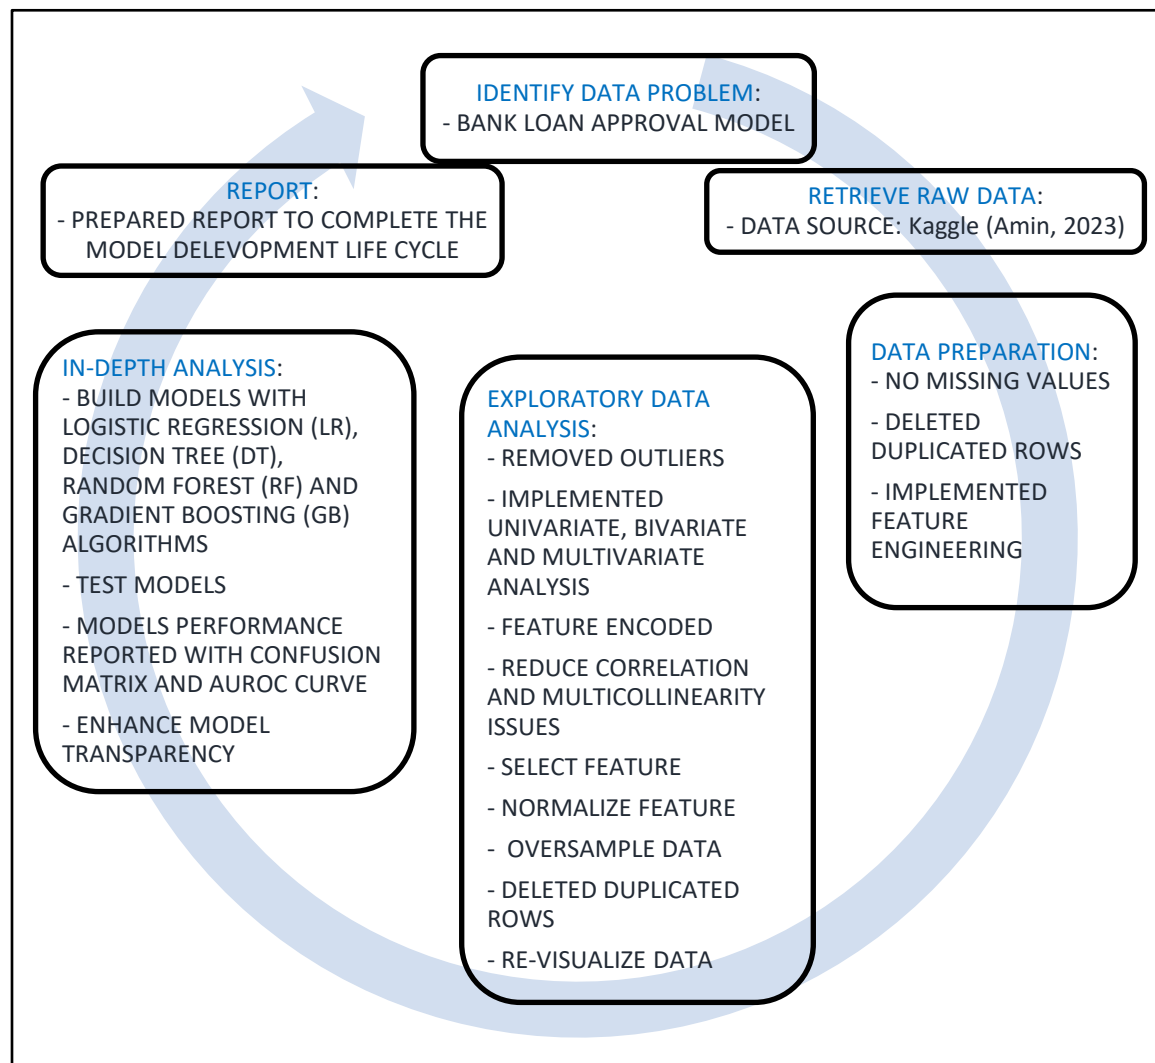 IDENTIFY DATA PROBLEM:
- BANK LOAN APPROVAL MODEL
RETRIEVE RAW DATA:
- DATA SOURCE: Kaggle (Amin, 2023)
DATA PREPARATION:
- NO MISSING VALUES
- DELETED
DUPLICATED ROWS
- IMPLEMENTED
FEATURE
ENGINEERING
EXPLORATORY DATA
ANALYSIS:
- REMOVED OUTLIERS
- IMPLEMENTED
UNIVARIATE, BIVARIATE
AND MULTIVARIATE
ANALYSIS
- FEATURE ENCODED
- REDUCE CORRELATION
AND MULTICOLLINEARITY
ISSUES
- SELECT FEATURE
- NORMALIZE FEATURE
- OVERSAMPLE DATA
- DELETED DUPLICATED
ROWS
- RE-VISUALIZE DATA
IN-DEPTH ANALYSIS:
- BUILD MODELS WITH
LOGISTIC REGRESSION (LR),
DECISION TREE (DT),
RANDOM FOREST (RF) AND
GRADIENT BOOSTING (GB)
ALGORITHMS
- TEST MODELS
- MODELS PERFORMANCE
REPORTED WITH CONFUSION
MATRIX AND AUROC CURVE
- ENHANCE MODEL
TRANSPARENCY
REPORT:
- PREPARED REPORT TO COMPLETE THE
MODEL DELEVOPMENT LIFE CYCLE